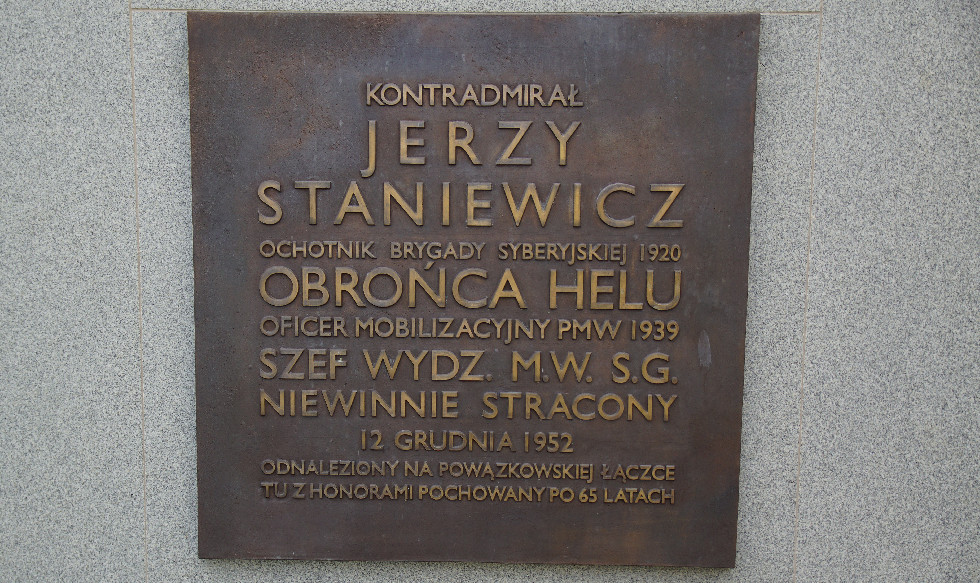 KONTRADMIRAŁ
JERZY
STANIEWICZ
OCHOTNIK BRYGADY SYBERYJSKIEJ 1920
OBROŃCA HELU
OFICER MOBILIZACYJNY PMW 1939
SZEF WYDZ. M.W. S.G.
NIEWINNIE STRACONY
12 GRUDNIA 1952
ODNALEZIONY NA POWĄZKOWSKIEJ ŁĄCZCE
TU Z HONORAMI POCHOWANY PO 65 LATACH